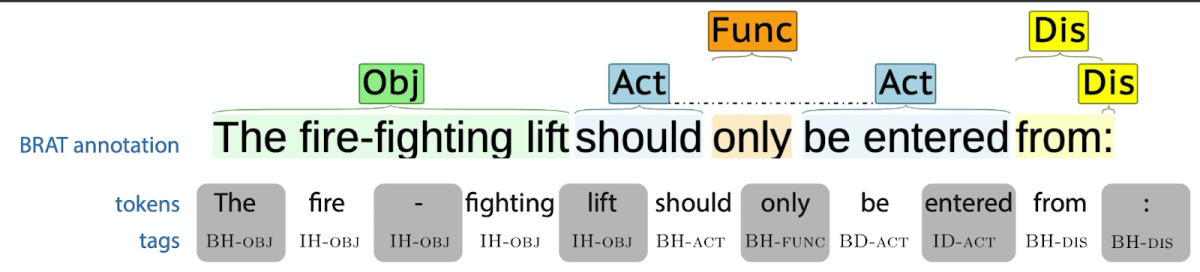 Func Dis
Obj Act Act Dis
BRAT annotation The fire-fighting lift should only be entered from:
tokens The fire - fighting lift should only be entered from :
tags BH-OBJ IH-OBJ IH-OBJ IH-OBJ IH-OBJ BH-ACT BH-FUNC BD-ACT ID-ACT BH-DIS BH-DIS